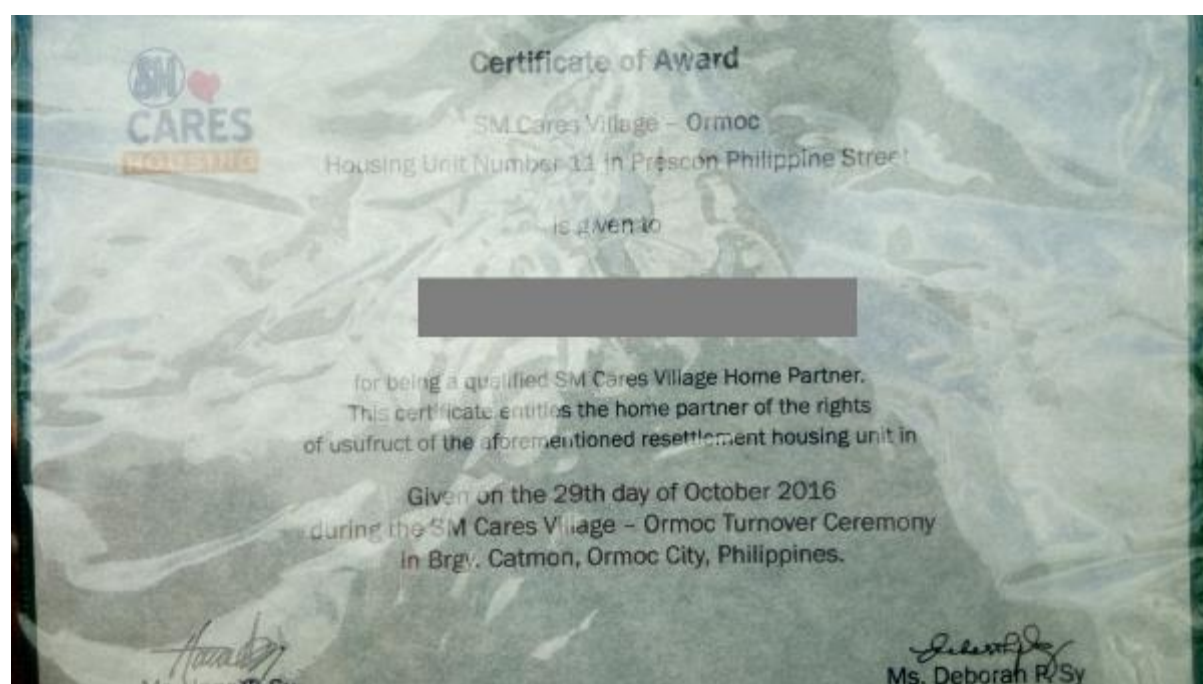 SM
CARES
HOUSING
Certificate of Award
SM Cares Village – Ormoc
Housing Unit Number 11 in Prescon Philippine Street
is given to
for being a qualified SM Cares Village Home Partner.
This certificate entitles the home partner of the rights
of usufruct of the aforementioned resettlement housing unit in
Given on the 29th day of October 2016
during the SM Cares Village – Ormoc Turnover Ceremony
in Brgy. Catmon, Ormoc City, Philippines.
Ms. Deborah P. Sy